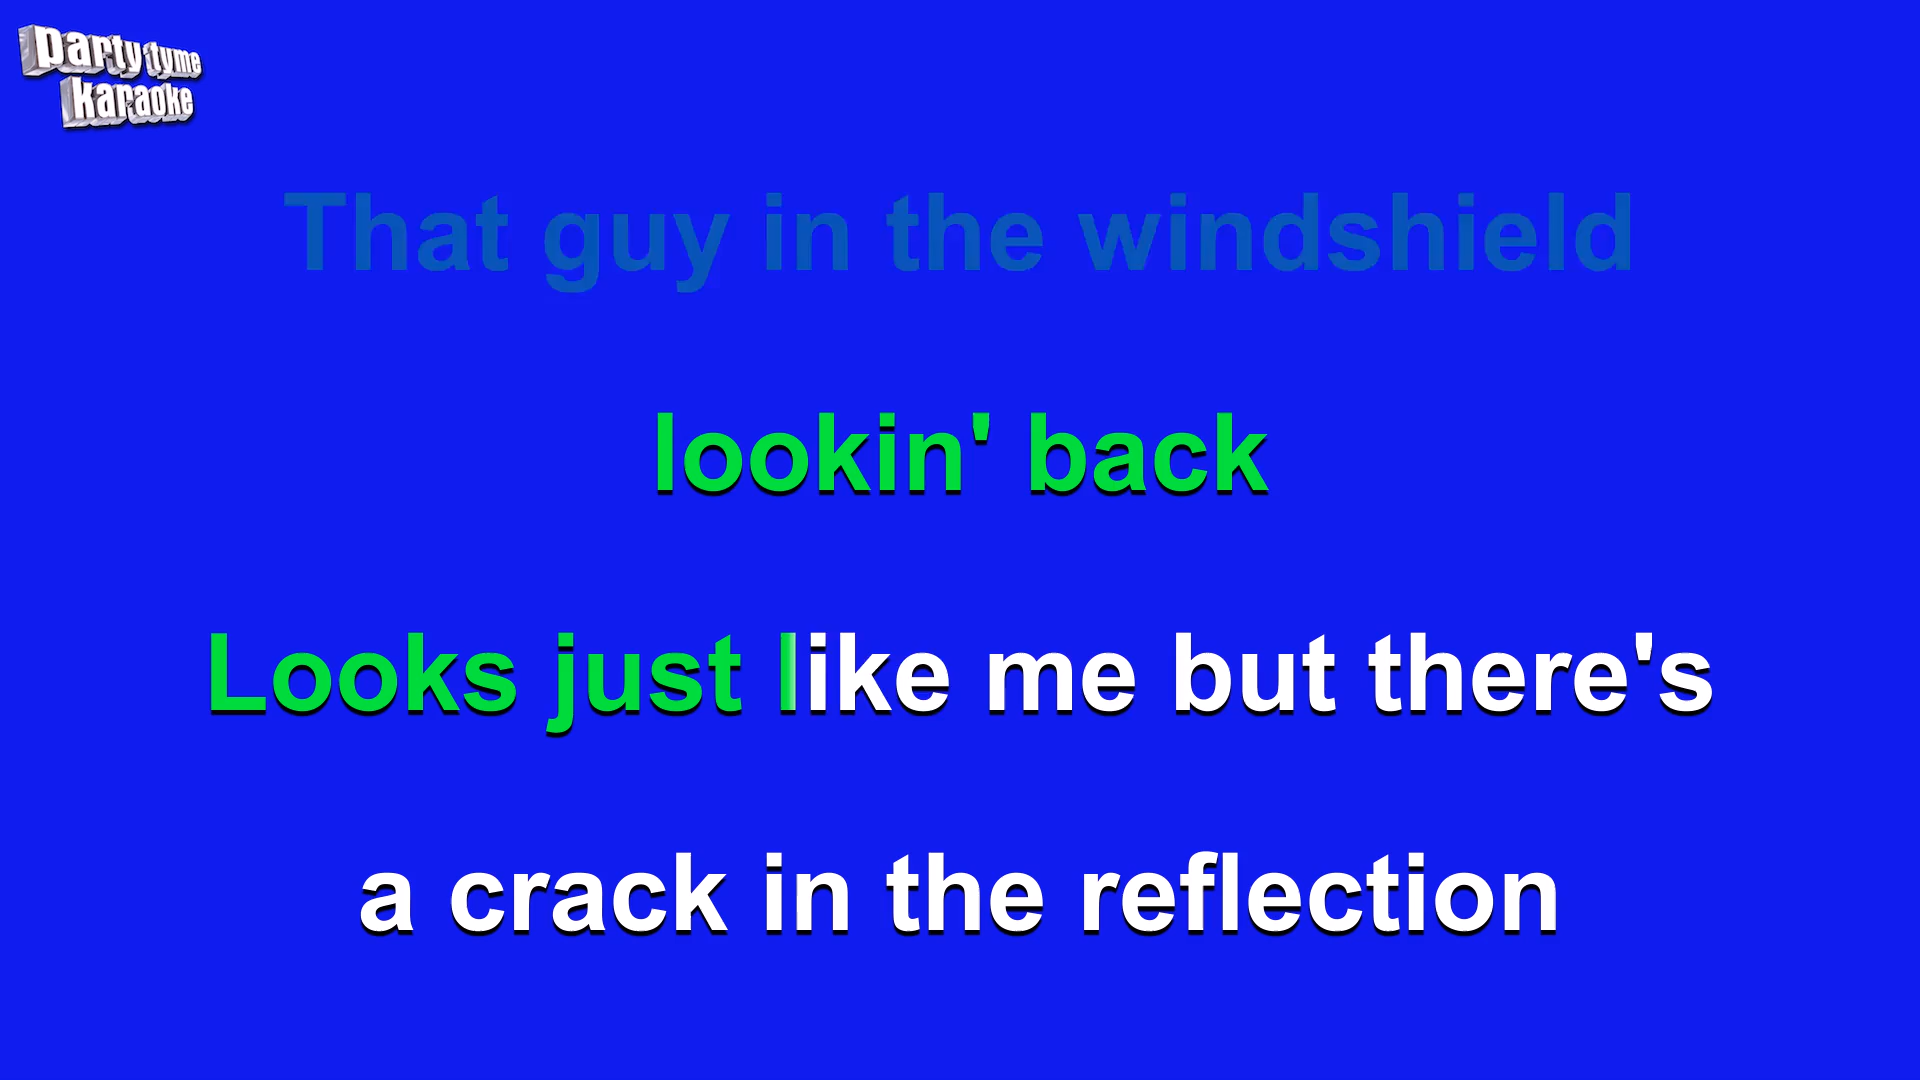 party tyme
karaoke
That guy in the windshield
lookin' back
Looks just like me but there's
a crack in the reflection